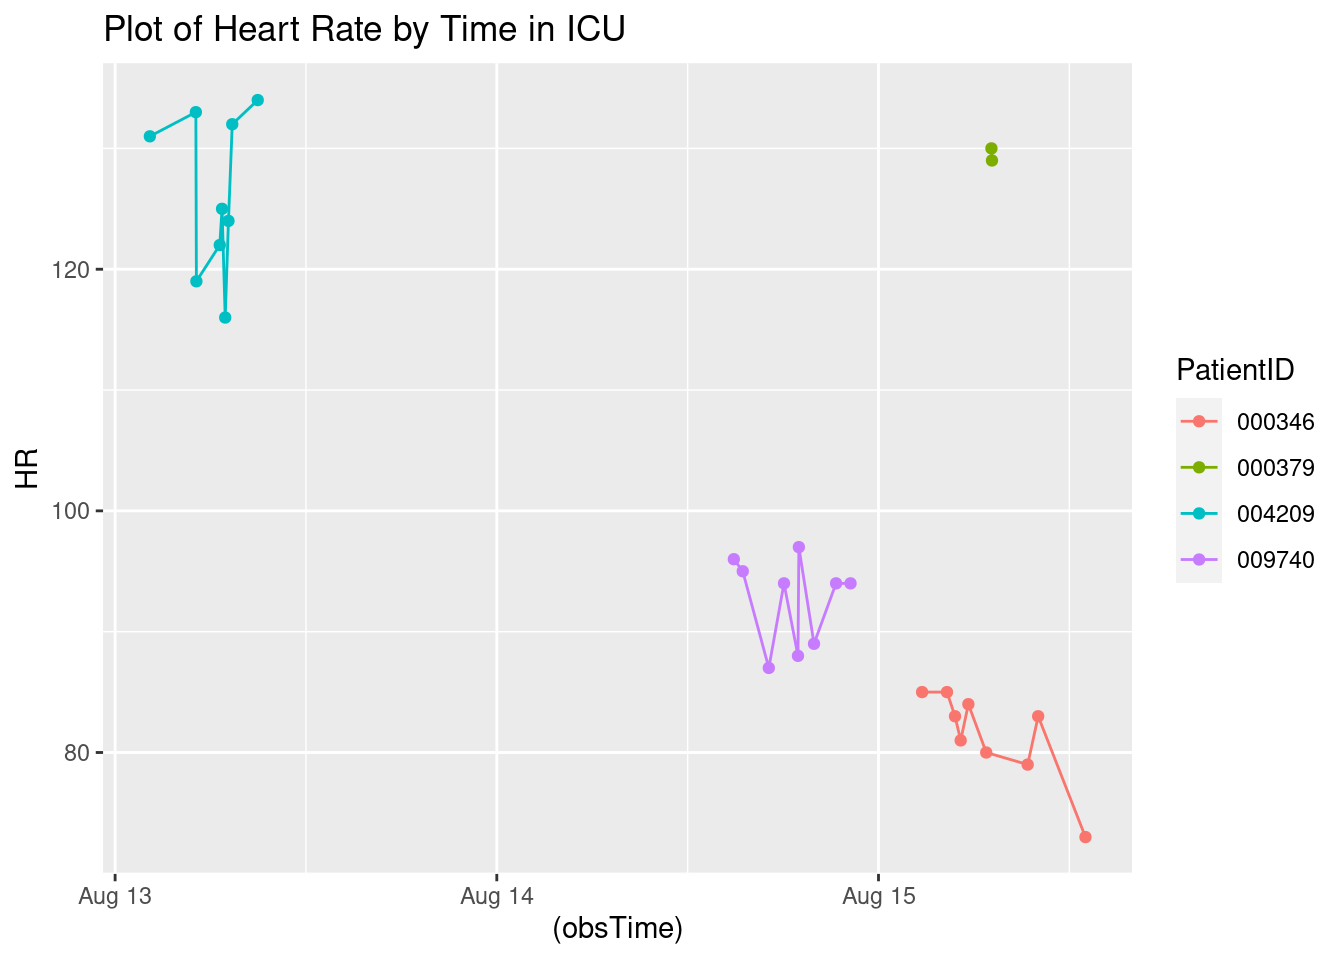 Plot of Heart Rate by Time in ICU
HR
120
100
80
Aug 13
Aug 14
Aug 15
(obsTime)
PatientID
000346
000379
004209
009740